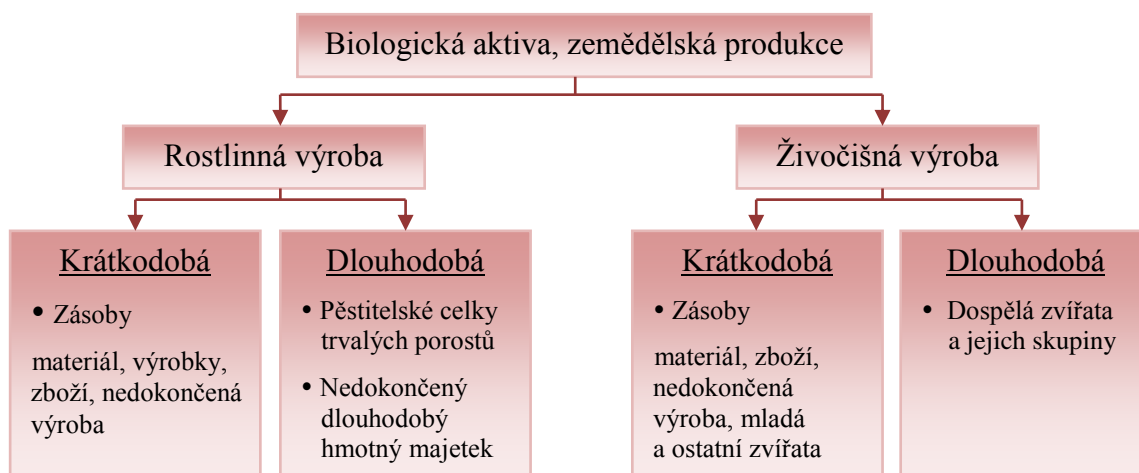 Biologická aktiva, zemědělská produkce
Rostlinná výroba
Živočišná výroba
Krátkodobá
• Zásoby
materiál, výrobky,
zboží, nedokončená
výroba
Dlouhodobá
• Pěstitelské celky
trvalých porostů
• Nedokončený
dlouhodobý
hmotný majetek
Krátkodobá
• Zásoby
materiál, zboží,
nedokončená
výroba, mladá
a ostatní zvířata
Dlouhodobá
• Dospělá zvířata
a jejich skupiny